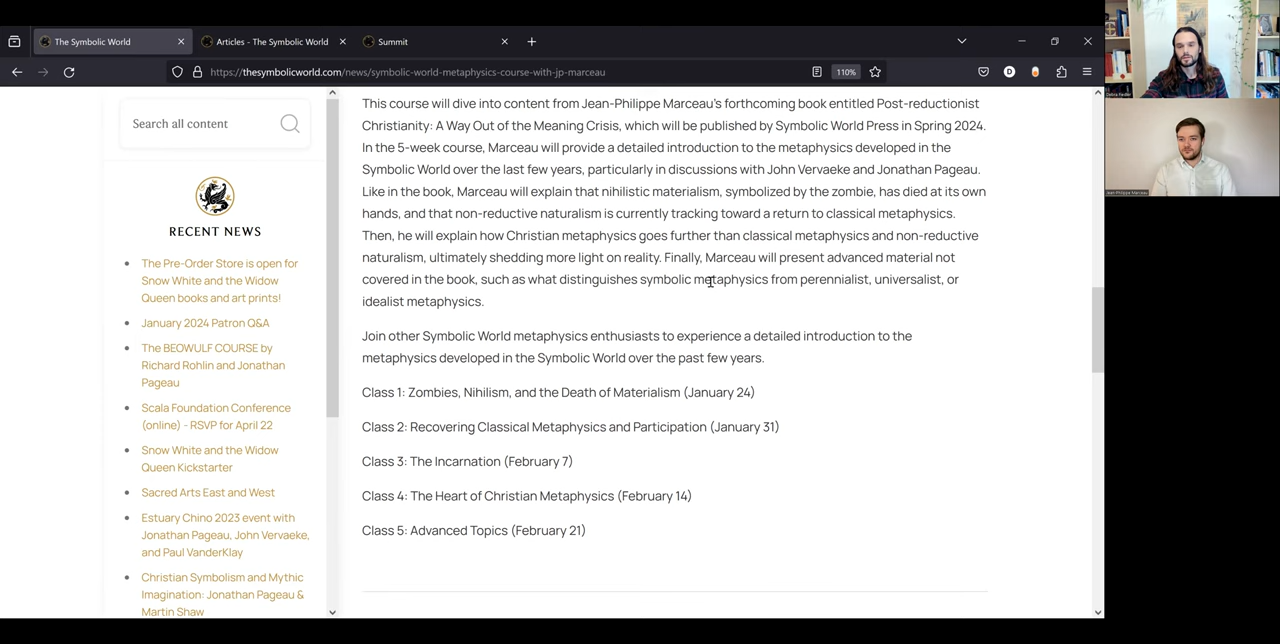 The Symbolic World
Articles - The Symbolic World
Summit
https://thesymbolicworld.com/news/symbolic-world-metaphysics-course-with-jp-marceau
110%
Search all content
RECENT NEWS
The Pre-Order Store is open for
Snow White and the Widow
Queen books and art prints!
January 2024 Patron Q&A
The BEOWULF COURSE by
Richard Rohlin and Jonathan
Pageau
Scala Foundation Conference
(online) - RSVP for April 22
Snow White and the Widow
Queen Kickstarter
Sacred Arts East and West
Estuary Chino 2023 event with
Jonathan Pageau, John Vervaeke,
and Paul VanderKlay
Christian Symbolism and Mythic
Imagination: Jonathan Pageau &
Martin Shaw
This course will dive into content from Jean-Philippe Marceau's forthcoming book entitled Post-reductionist
Christianity: A Way Out of the Meaning Crisis, which will be published by Symbolic World Press in Spring 2024.
In the 5-week course, Marceau will provide a detailed introduction to the metaphysics developed in the
Symbolic World over the last few years, particularly in discussions with John Vervaeke and Jonathan Pageau.
Like in the book, Marceau will explain that nihilistic materialism, symbolized by the zombie, has died at its own
hands, and that non-reductive naturalism is currently tracking toward a return to classical metaphysics.
Then, he will explain how Christian metaphysics goes further than classical metaphysics and non-reductive
naturalism, ultimately shedding more light on reality. Finally, Marceau will present advanced material not
covered in the book, such as what distinguishes symbolic metaphysics from perennialist, universalist, or
idealist metaphysics.
Join other Symbolic World metaphysics enthusiasts to experience a detailed introduction to the
metaphysics developed in the Symbolic World over the past few years.
Class 1: Zombies, Nihilism, and the Death of Materialism (January 24)
Class 2: Recovering Classical Metaphysics and Participation (January 31)
Class 3: The Incarnation (February 7)
Class 4: The Heart of Christian Metaphysics (February 14)
Class 5: Advanced Topics (February 21)
D
Jean-Philippe Marceau